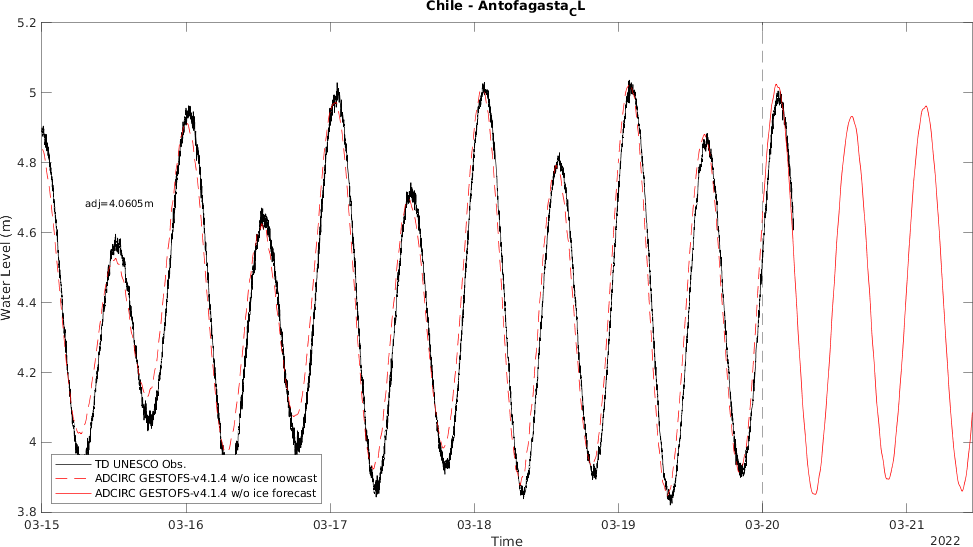 Chile - Antofagasta_CL
5.2
5
4.8
4.6
4.4
4.2
4
3.8
Water Level (m)
adj=4.0605m
TD UNESCO Obs.
ADCIRC GESTOFS-v4.1.4 w/o ice nowcast
ADCIRC GESTOFS-v4.1.4 w/o ice forecast
03-15 03-16 03-17 03-18 03-19 03-20 03-21
Time
2022